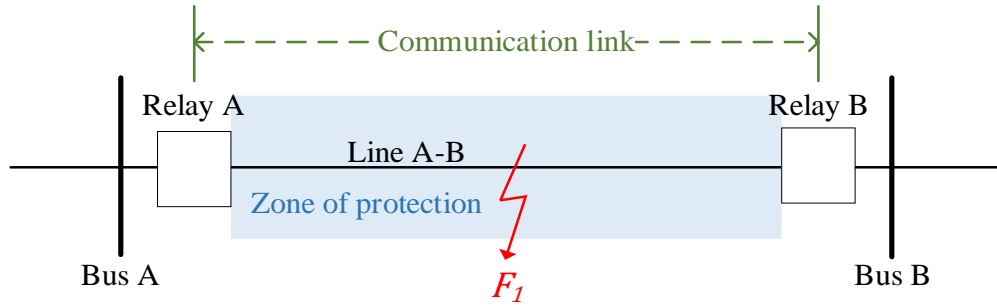 Communication link
Relay A
Relay B
Line A-B
Zone of protection
Bus A
F1
Bus B